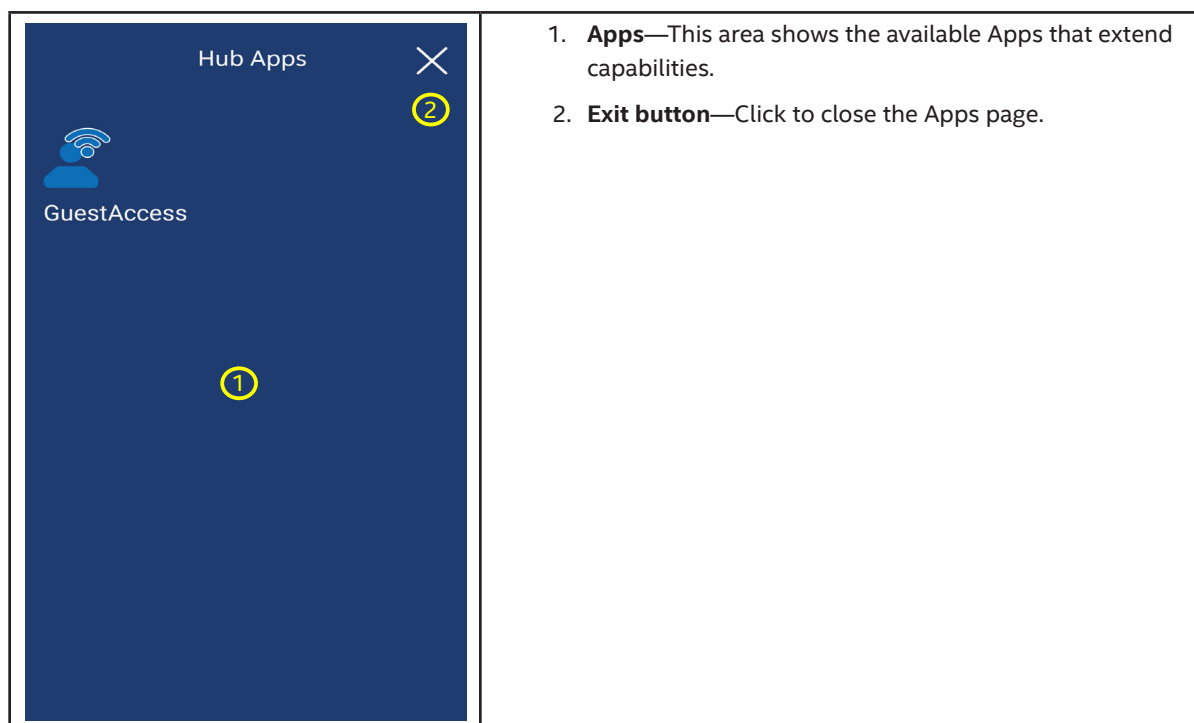 Hub Apps
2
GuestAccess
1
1. Apps—This area shows the available Apps that extend
capabilities.
2. Exit button—Click to close the Apps page.